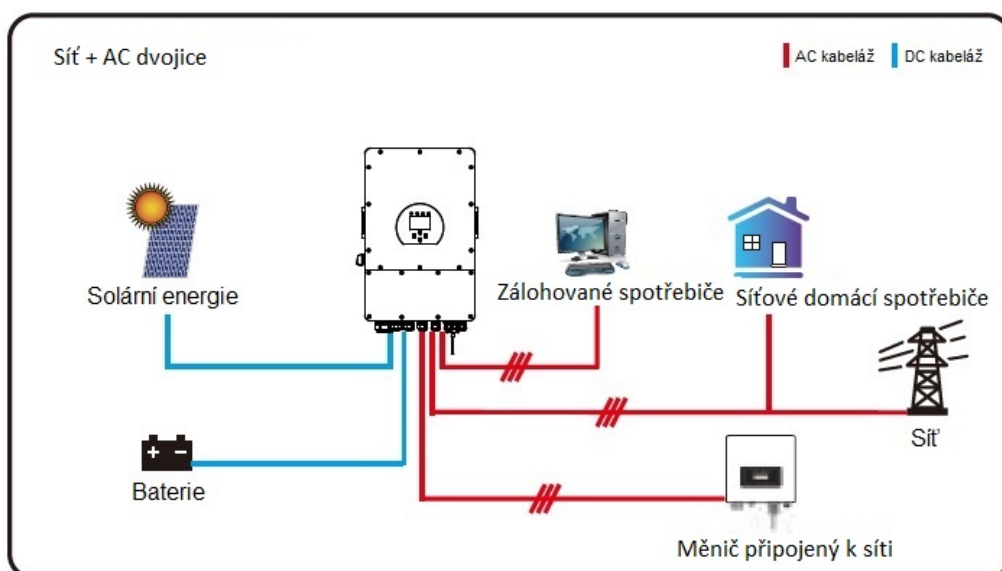 Síť + AC dvojice
AC kabeláž
DC kabeláž
Solární energie
Zálohované spotřebiče
Síťové domácí spotřebiče
Síť
Baterie
Měnič připojený k síti